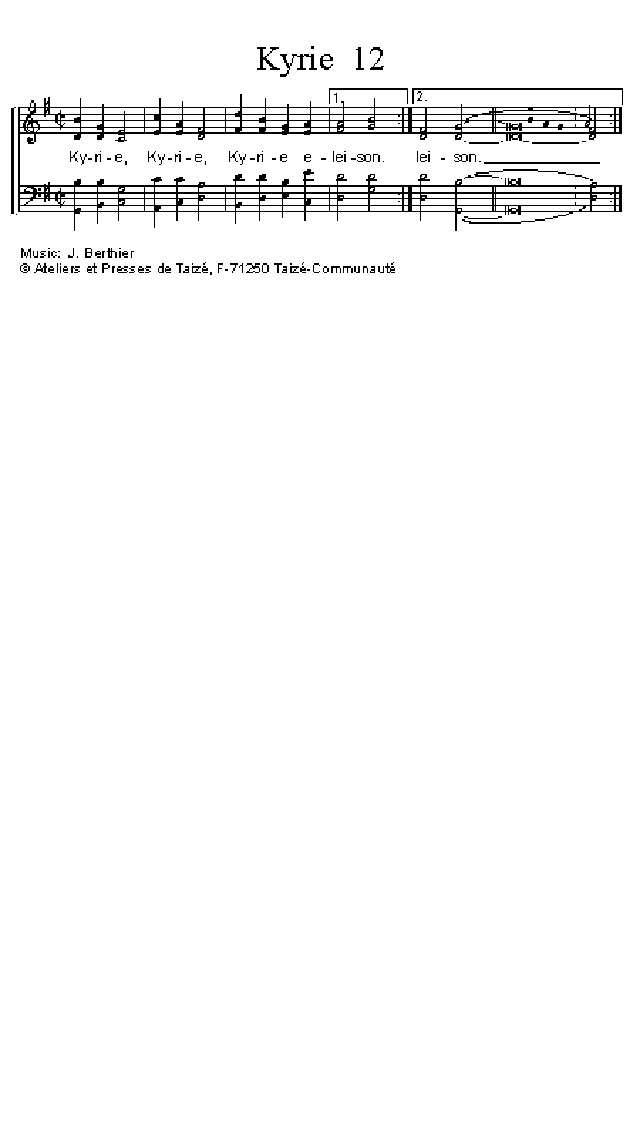 Kyrie 12
1.
2.
Ky-ri-e, Ky-ri-e, Ky-ri-e e-lei-son. lei-son.
Music: J. Berthier
© Ateliers et Presses de Taizé, F-71250 Taizé-Communauté